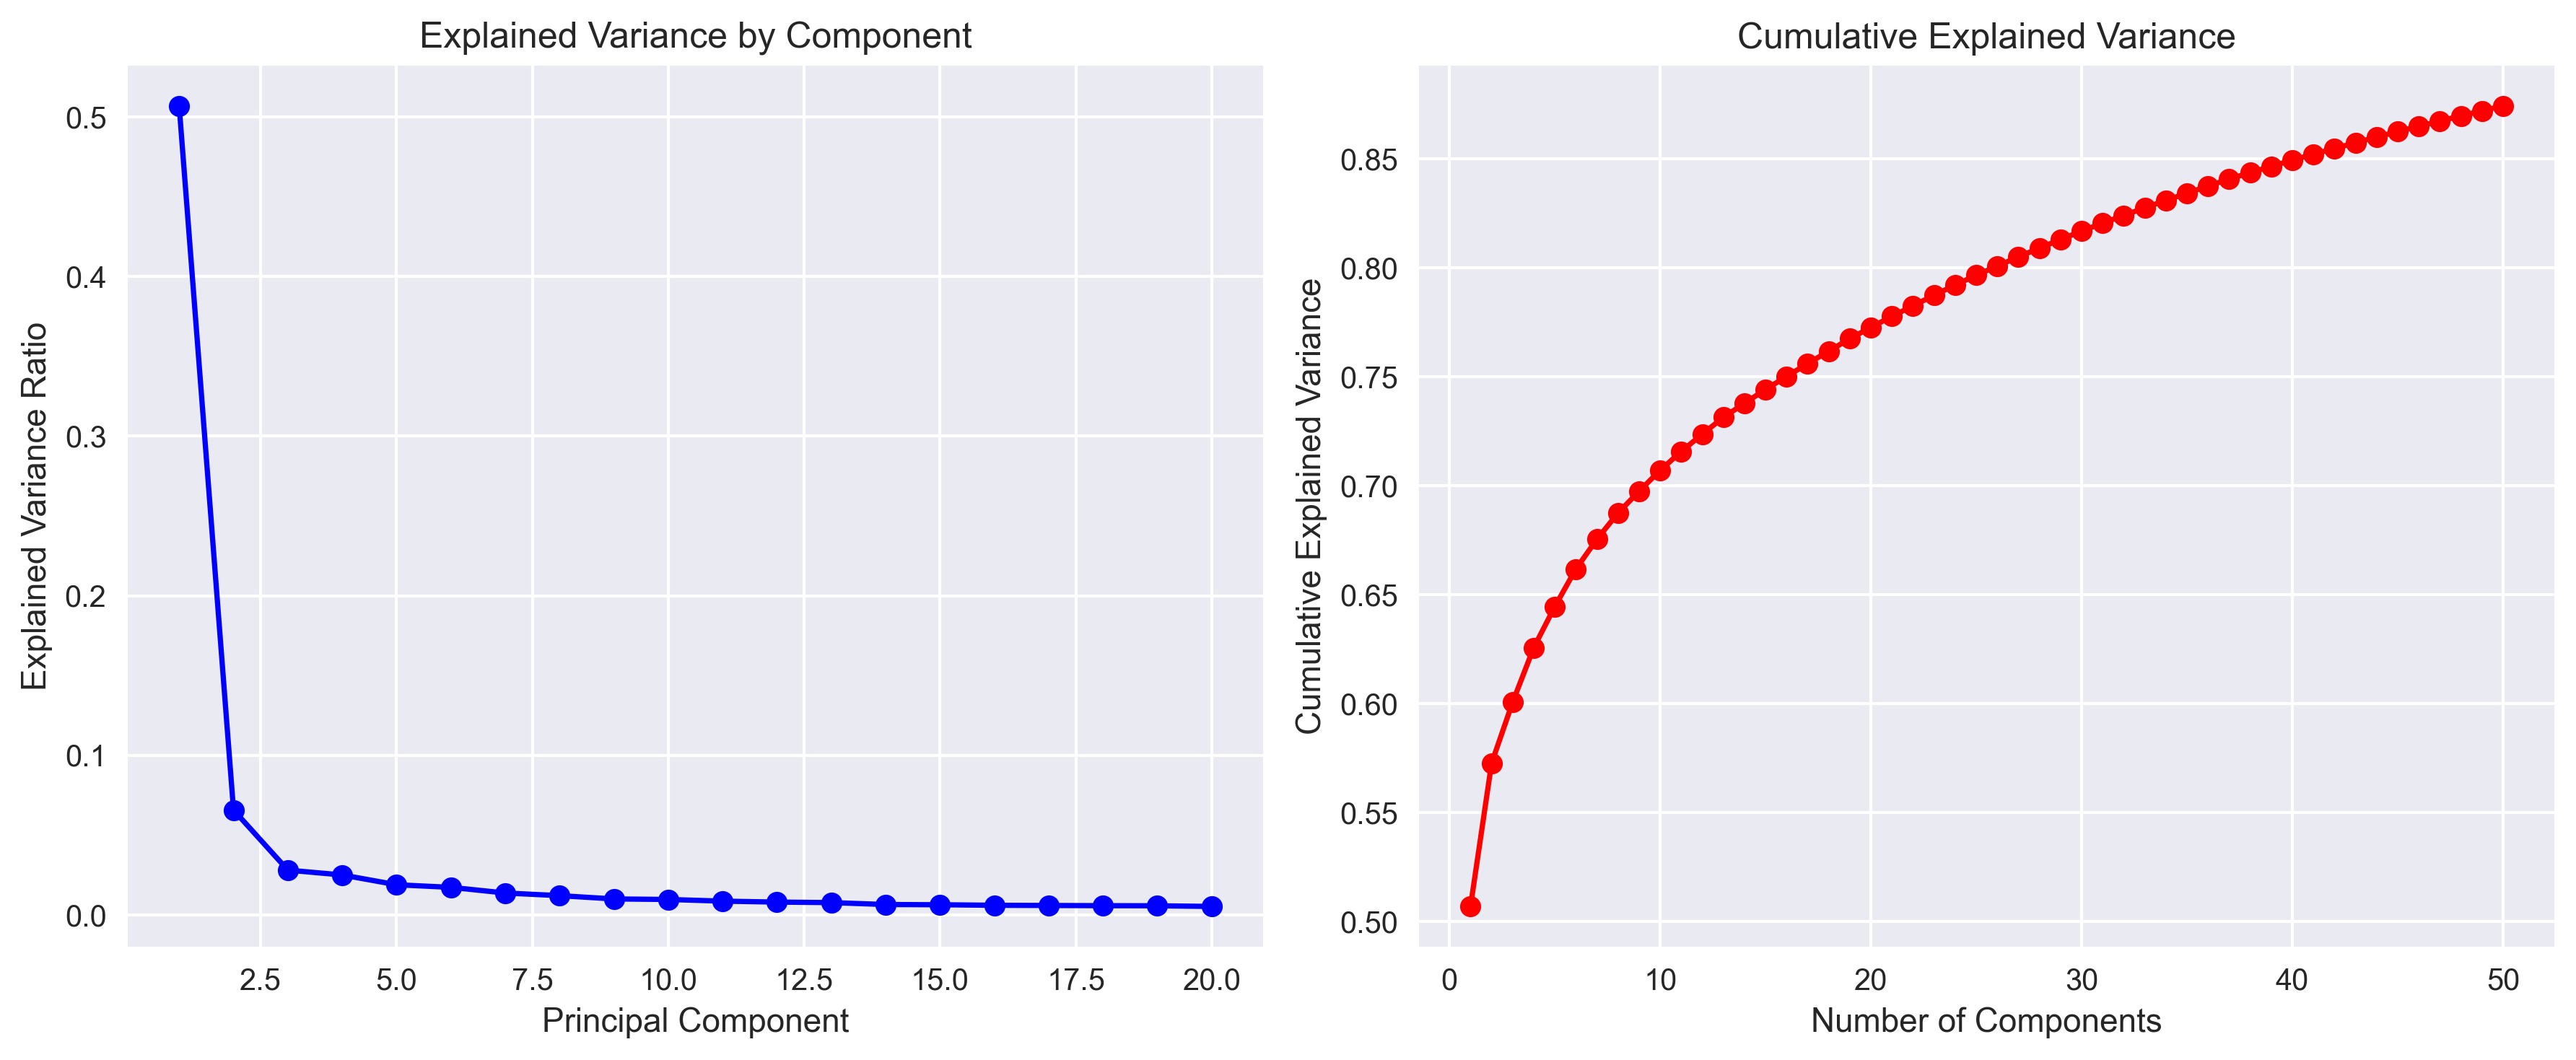 Explained Variance by Component
Explained Variance Ratio
0.5
0.4
0.3
0.2
0.1
0.0
2.5 5.0 7.5 10.0 12.5 15.0 17.5 20.0
Principal Component
Cumulative Explained Variance
Cumulative Explained Variance
0.85
0.80
0.75
0.70
0.65
0.60
0.55
0.50
0 10 20 30 40 50
Number of Components